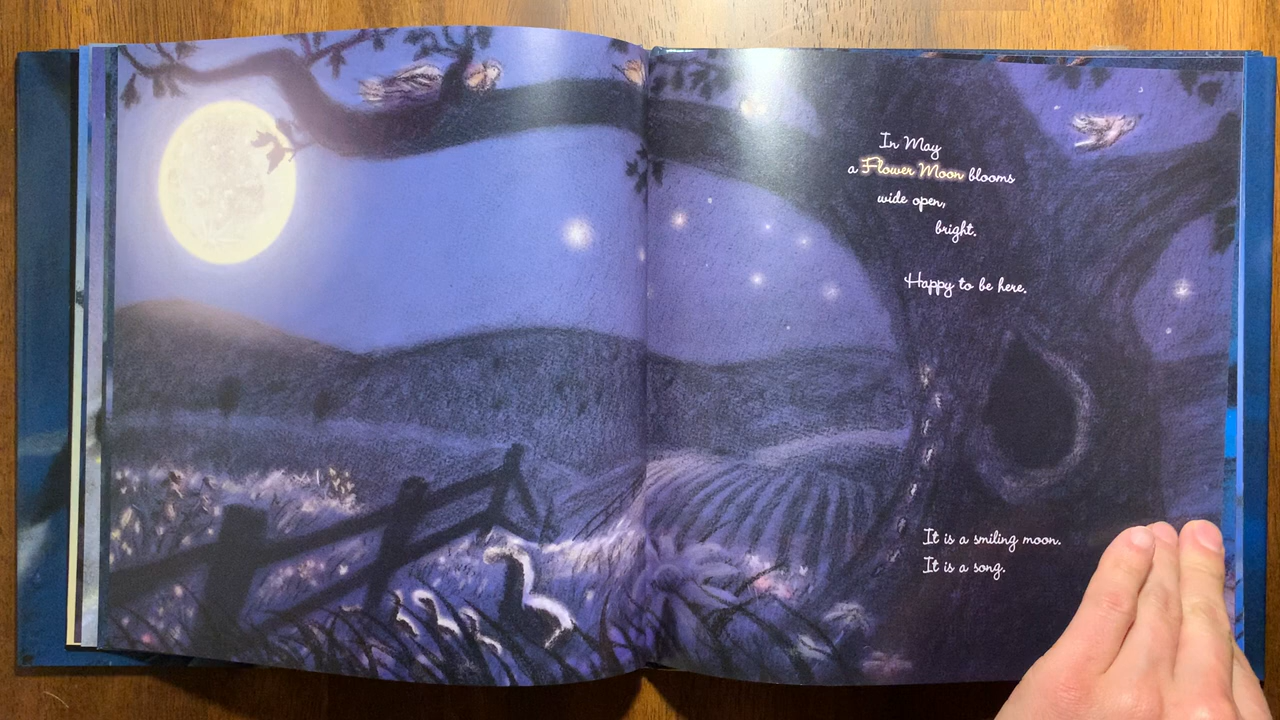 In May
a Flower Moon blooms
wide open,
bright.
Happy to be here.
It is a smiling moon.
It is a song.